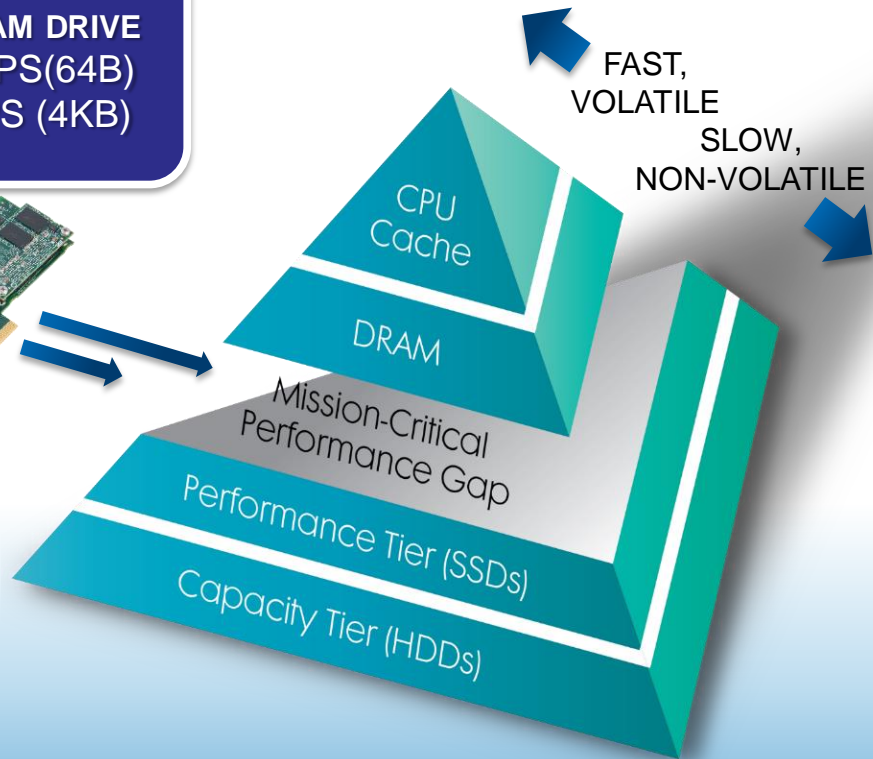 AM DRIVE
PS(64B)
S (4KB)
FAST,
VOLATILE
SLOW,
NON-VOLATILE
CPU
Cache
DRAM
Mission-Critical
Performance Gap
Performance Tier (SSDs)
Capacity Tier (HDDs)